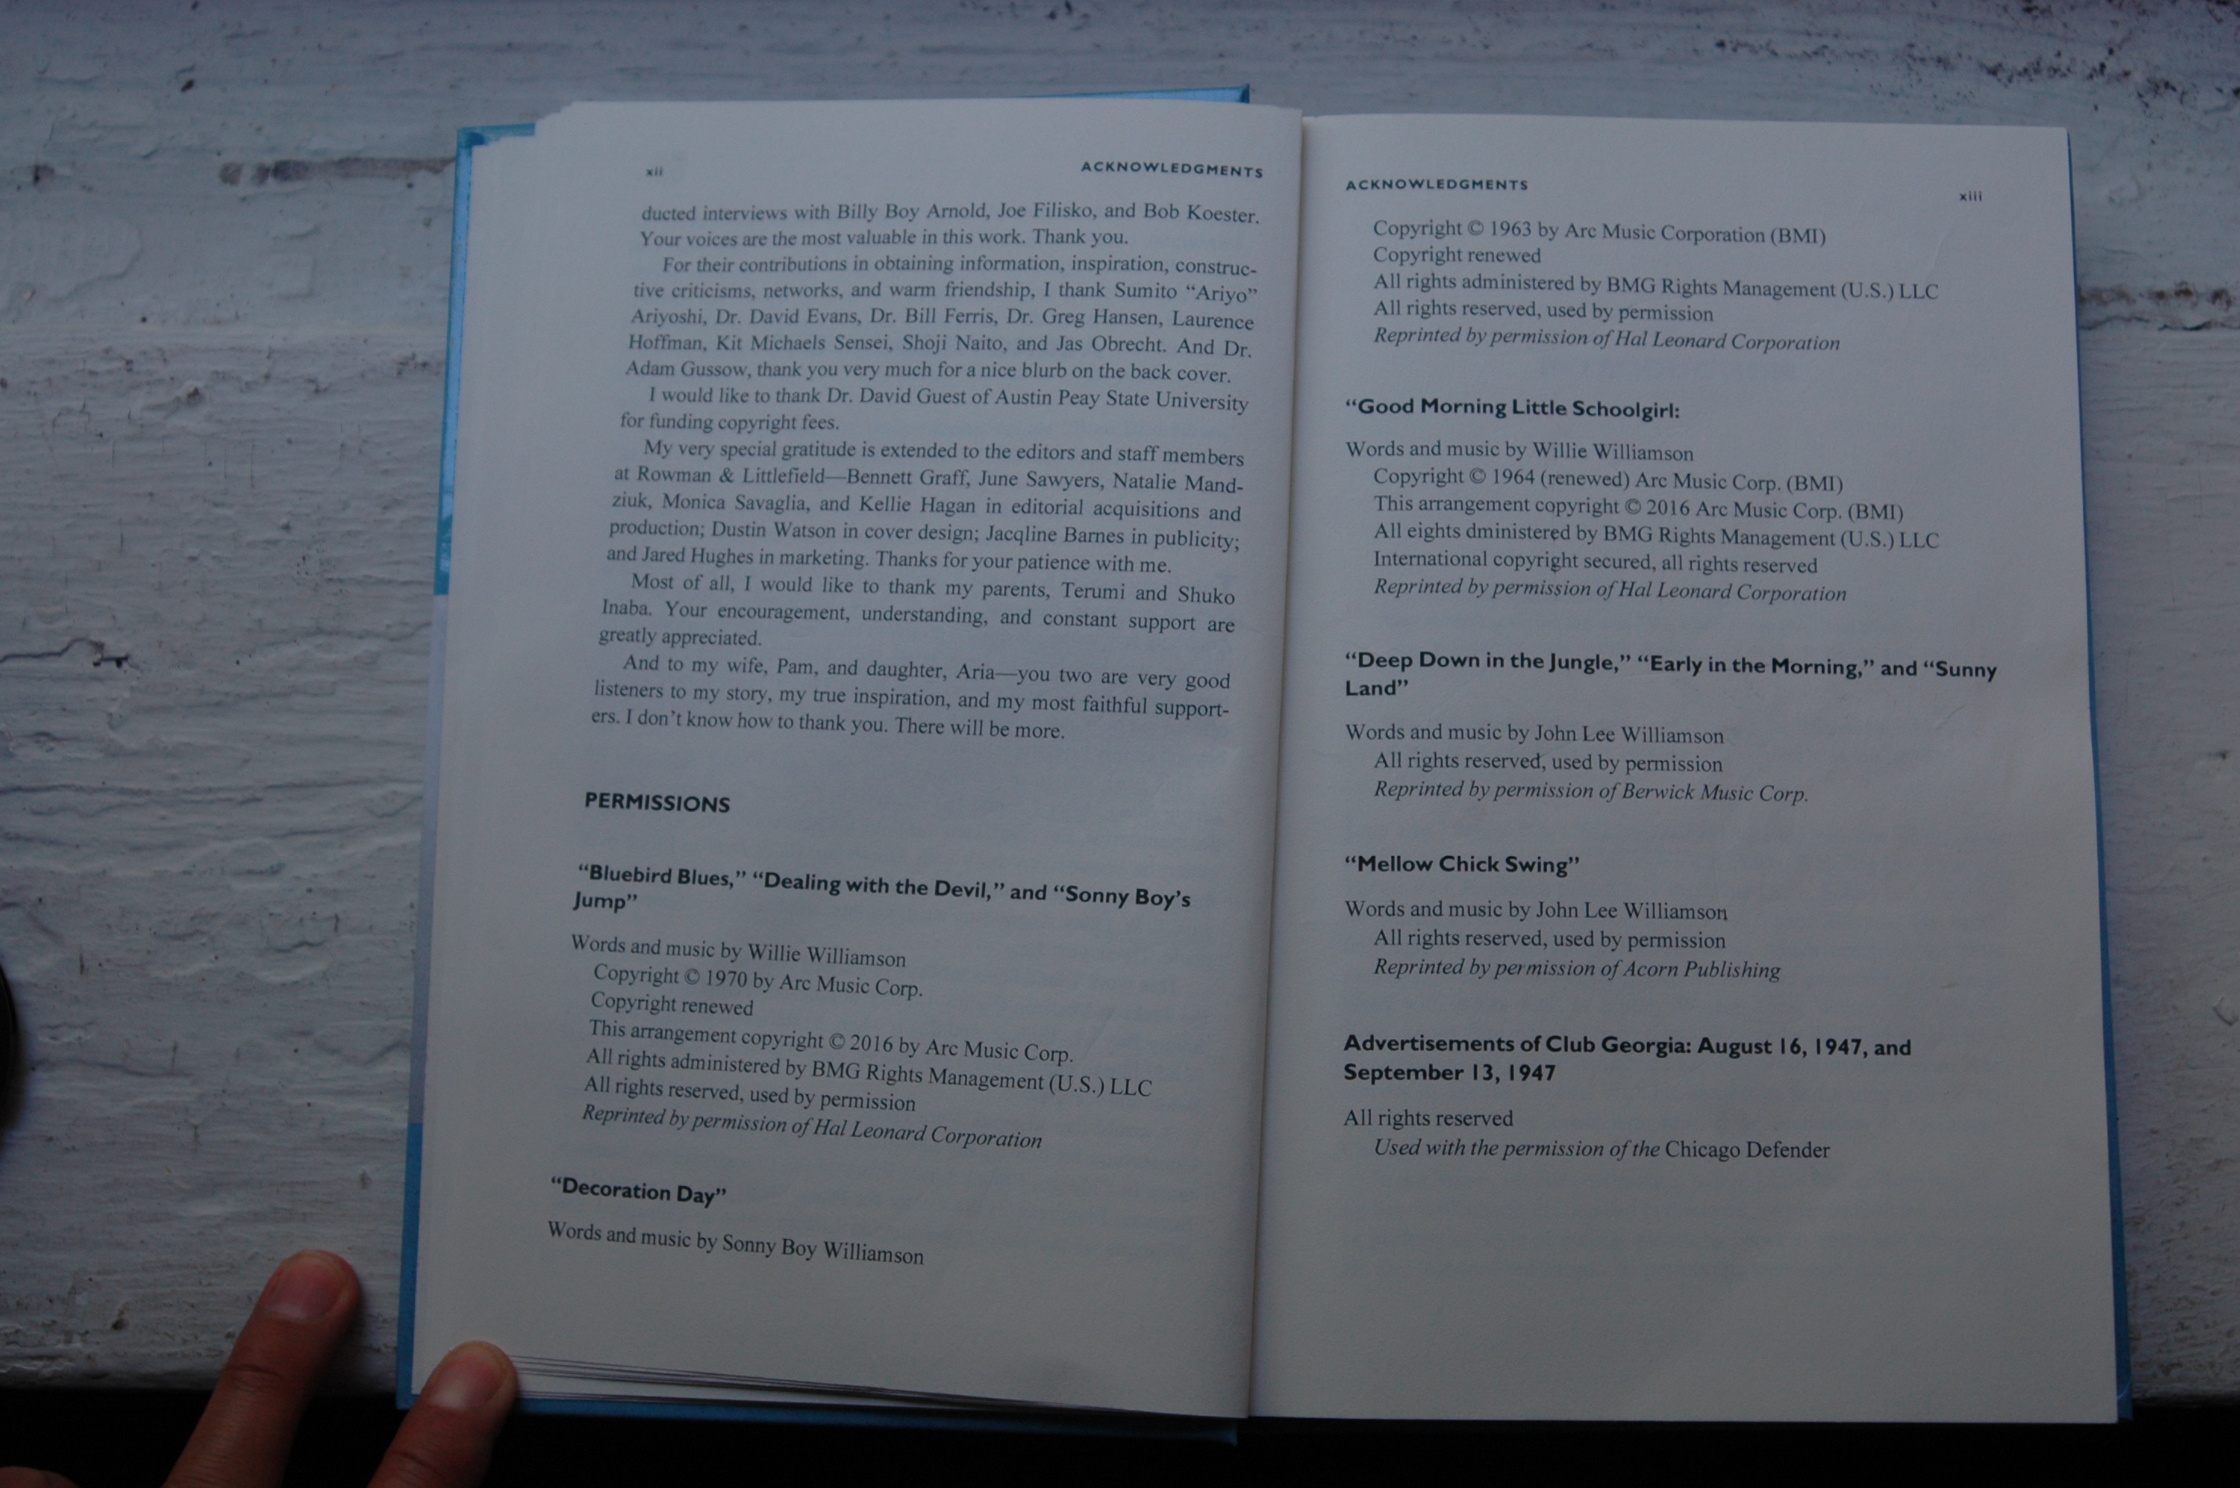 xii
ACKNOWLEDGMENTS
ducted interviews with Billy Boy Arnold, Joe Filisko, and Bob Koester.
Your voices are the most valuable in this work. Thank you.
For their contributions in obtaining information, inspiration, construc-
tive criticisms, networks, and warm friendship, I thank Sumito “Ariyo”
Ariyoshi, Dr. David Evans, Dr. Bill Ferris, Dr. Greg Hansen, Laurence
Hoffman, Kit Michaels Sensei, Shoji Naito, and Jas Obrecht. And Dr.
Adam Gussow, thank you very much for a nice blurb on the back cover.
I would like to thank Dr. David Guest of Austin Peay State University
for funding copyright fees.
My very special gratitude is extended to the editors and staff members
at Rowman & Littlefield—Bennett Graff, June Sawyers, Natalie Mand-
ziuk, Monica Savaglia, and Kellie Hagan in editorial acquisitions and
production; Dustin Watson in cover design; Jacqline Barnes in publicity;
and Jared Hughes in marketing. Thanks for your patience with me.
Most of all, I would like to thank my parents, Terumi and Shuko
Inaba. Your encouragement, understanding, and constant support are
greatly appreciated.
And to my wife, Pam, and daughter, Aria—you two are very good
listeners to my story, my true inspiration, and my most faithful support-
ers. I don’t know how to thank you. There will be more.
PERMISSIONS
“Bluebird Blues,” “Dealing with the Devil,” and “Sonny Boy’s
Jump”
Words and music by Willie Williamson
Copyright © 1970 by Arc Music Corp.
Copyright renewed
This arrangement copyright © 2016 by Arc Music Corp.
All rights administered by BMG Rights Management (U.S.) LLC
All rights reserved, used by permission
Reprinted by permission of Hal Leonard Corporation
“Decoration Day”
Words and music by Sonny Boy Williamson
ACKNOWLEDGMENTS
xiii
Copyright © 1963 by Arc Music Corporation (BMI)
Copyright renewed
All rights administered by BMG Rights Management (U.S.) LLC
All rights reserved, used by permission
Reprinted by permission of Hal Leonard Corporation
“Good Morning Little Schoolgirl:
Words and music by Willie Williamson
Copyright © 1964 (renewed) Arc Music Corp. (BMI)
This arrangement copyright © 2016 Arc Music Corp. (BMI)
All eights dministered by BMG Rights Management (U.S.) LLC
International copyright secured, all rights reserved
Reprinted by permission of Hal Leonard Corporation
“Deep Down in the Jungle,” “Early in the Morning,” and “Sunny
Land”
Words and music by John Lee Williamson
All rights reserved, used by permission
Reprinted by permission of Berwick Music Corp.
“Mellow Chick Swing”
Words and music by John Lee Williamson
All rights reserved, used by permission
Reprinted by permission of Acorn Publishing
Advertisements of Club Georgia: August 16, 1947, and
September 13, 1947
All rights reserved
Used with the permission of the Chicago Defender